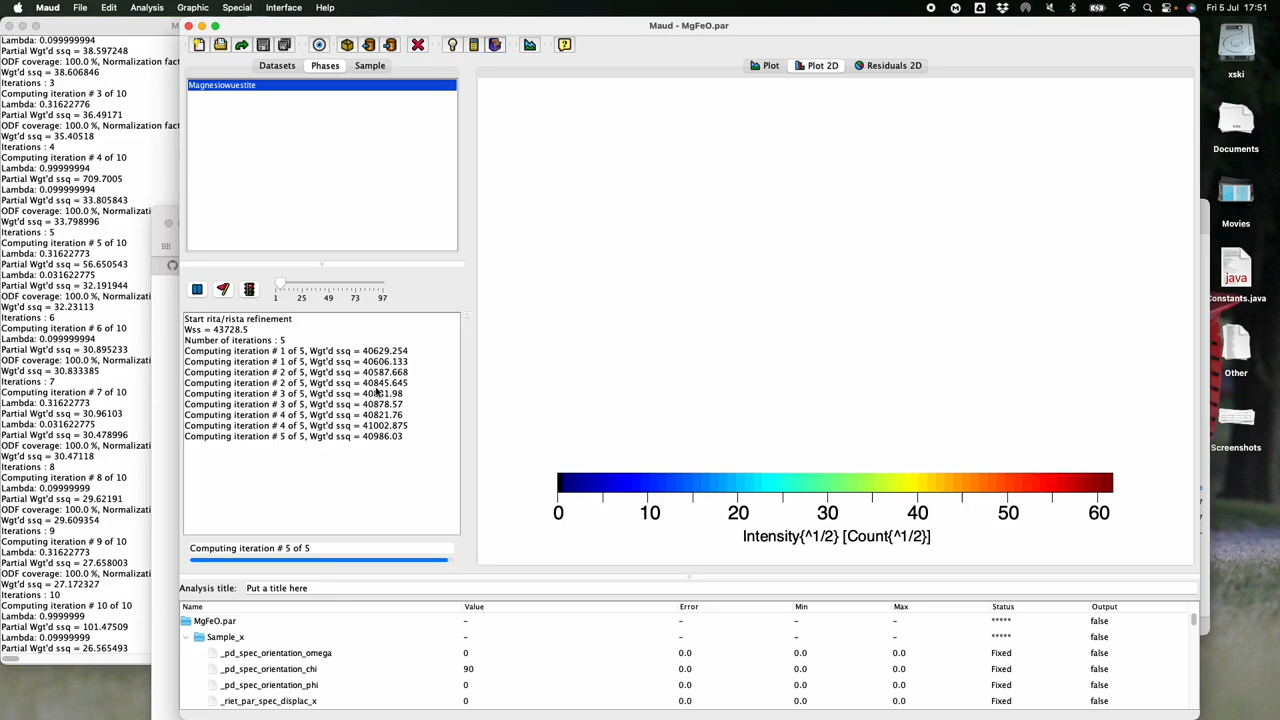 Maud File Edit Analysis Graphic Special Interface Help
Fri 5 Jul 17:51
Lambda: 0.099999994
Partial Wgt'd ssq = 38.597248
ODF coverage: 100.0 %, Normalization fact
Wgt'd ssq = 38.606846
Iterations : 3
Computing iteration # 3 of 10
Lambda: 0.31622776
Partial Wgt'd ssq = 36.49171
ODF coverage: 100.0 %, Normalization fact
Wgt'd ssq = 35.40518
Iterations : 4
Computing iteration # 4 of 10
Lambda: 0.99999994
Partial Wgt'd ssq = 709.7005
Lambda: 0.099999994
Partial Wgt'd ssq = 33.805843
ODF coverage: 100.0 %, Normalizati
Wgt'd ssq = 33.798996
Iterations : 5
Computing iteration # 5 of 10
Lambda: 0.31622773
Partial Wgt'd ssq = 56.650543
Lambda: 0.031622775
Partial Wgt'd ssq = 32.191944
ODF coverage: 100.0 %, Normalizati
Wgt'd ssq = 32.23113
Iterations : 6
Computing iteration # 6 of 10
Lambda: 0.099999994
Partial Wgt'd ssq = 30.895233
ODF coverage: 100.0 %, Normalizati
Wgt'd ssq = 30.833385
Iterations : 7
Computing iteration # 7 of 10
Lambda: 0.31622773
Partial Wgt'd ssq = 30.96103
Lambda: 0.031622775
Partial Wgt'd ssq = 30.478996
ODF coverage: 100.0 %, Normalizati
Wgt'd ssq = 30.47118
Iterations : 8
Computing iteration # 8 of 10
Lambda: 0.09999999
Partial Wgt'd ssq = 29.62191
ODF coverage: 100.0 %, Normalizati
Wgt'd ssq = 29.609354
Iterations : 9
Computing iteration # 9 of 10
Lambda: 0.31622773
Partial Wgt'd ssq = 27.658003
ODF coverage: 100.0 %, Normalizati
Wgt'd ssq = 27.172327
Iterations : 10
Computing iteration # 10 of 10
Lambda: 0.9999999
Partial Wgt'd ssq = 101.47509
Lambda: 0.09999999
Partial Wgt'd ssq = 26.565493
Maud - MgFeO.par
Datasets Phases Sample
Magnesiowuestite
1 25 49 73 97
Start rita/rista refinement
Wss = 43728.5
Number of iterations : 5
Computing iteration # 1 of 5, Wgt'd ssq = 40629.254
Computing iteration # 1 of 5, Wgt'd ssq = 40606.133
Computing iteration # 2 of 5, Wgt'd ssq = 40587.668
Computing iteration # 2 of 5, Wgt'd ssq = 40845.645
Computing iteration # 3 of 5, Wgt'd ssq =
Computing iteration # 3 of 5, Wgt'd ssq = 40878.57
Computing iteration # 4 of 5, Wgt'd ssq = 40821.76
Computing iteration # 4 of 5, Wgt'd ssq = 41002.875
Computing iteration # 5 of 5, Wgt'd ssq = 40986.03
Computing iteration # 5 of 5
Plot Plot 2D Residuals 2D
0 10 20 30 40 50 60
Intensity{^1/2} [Count{^1/2}]
Analysis title: Put a title here
Name Value Error Min Max Status Output
MgFeO.par – – – – ***** false
Sample_x – – – – ***** false
_pd_spec_orientation_omega 0 0.0 0.0 0.0 Fixed false
_pd_spec_orientation_chi 90 0.0 0.0 0.0 Fixed false
_pd_spec_orientation_phi 0 0.0 0.0 0.0 Fixed false
_riet_par_spec_displac_x 0 0.0 0.0 0.0 Fixed false
xski
Documents
Movies
java
Constants.java
Other
Screenshots